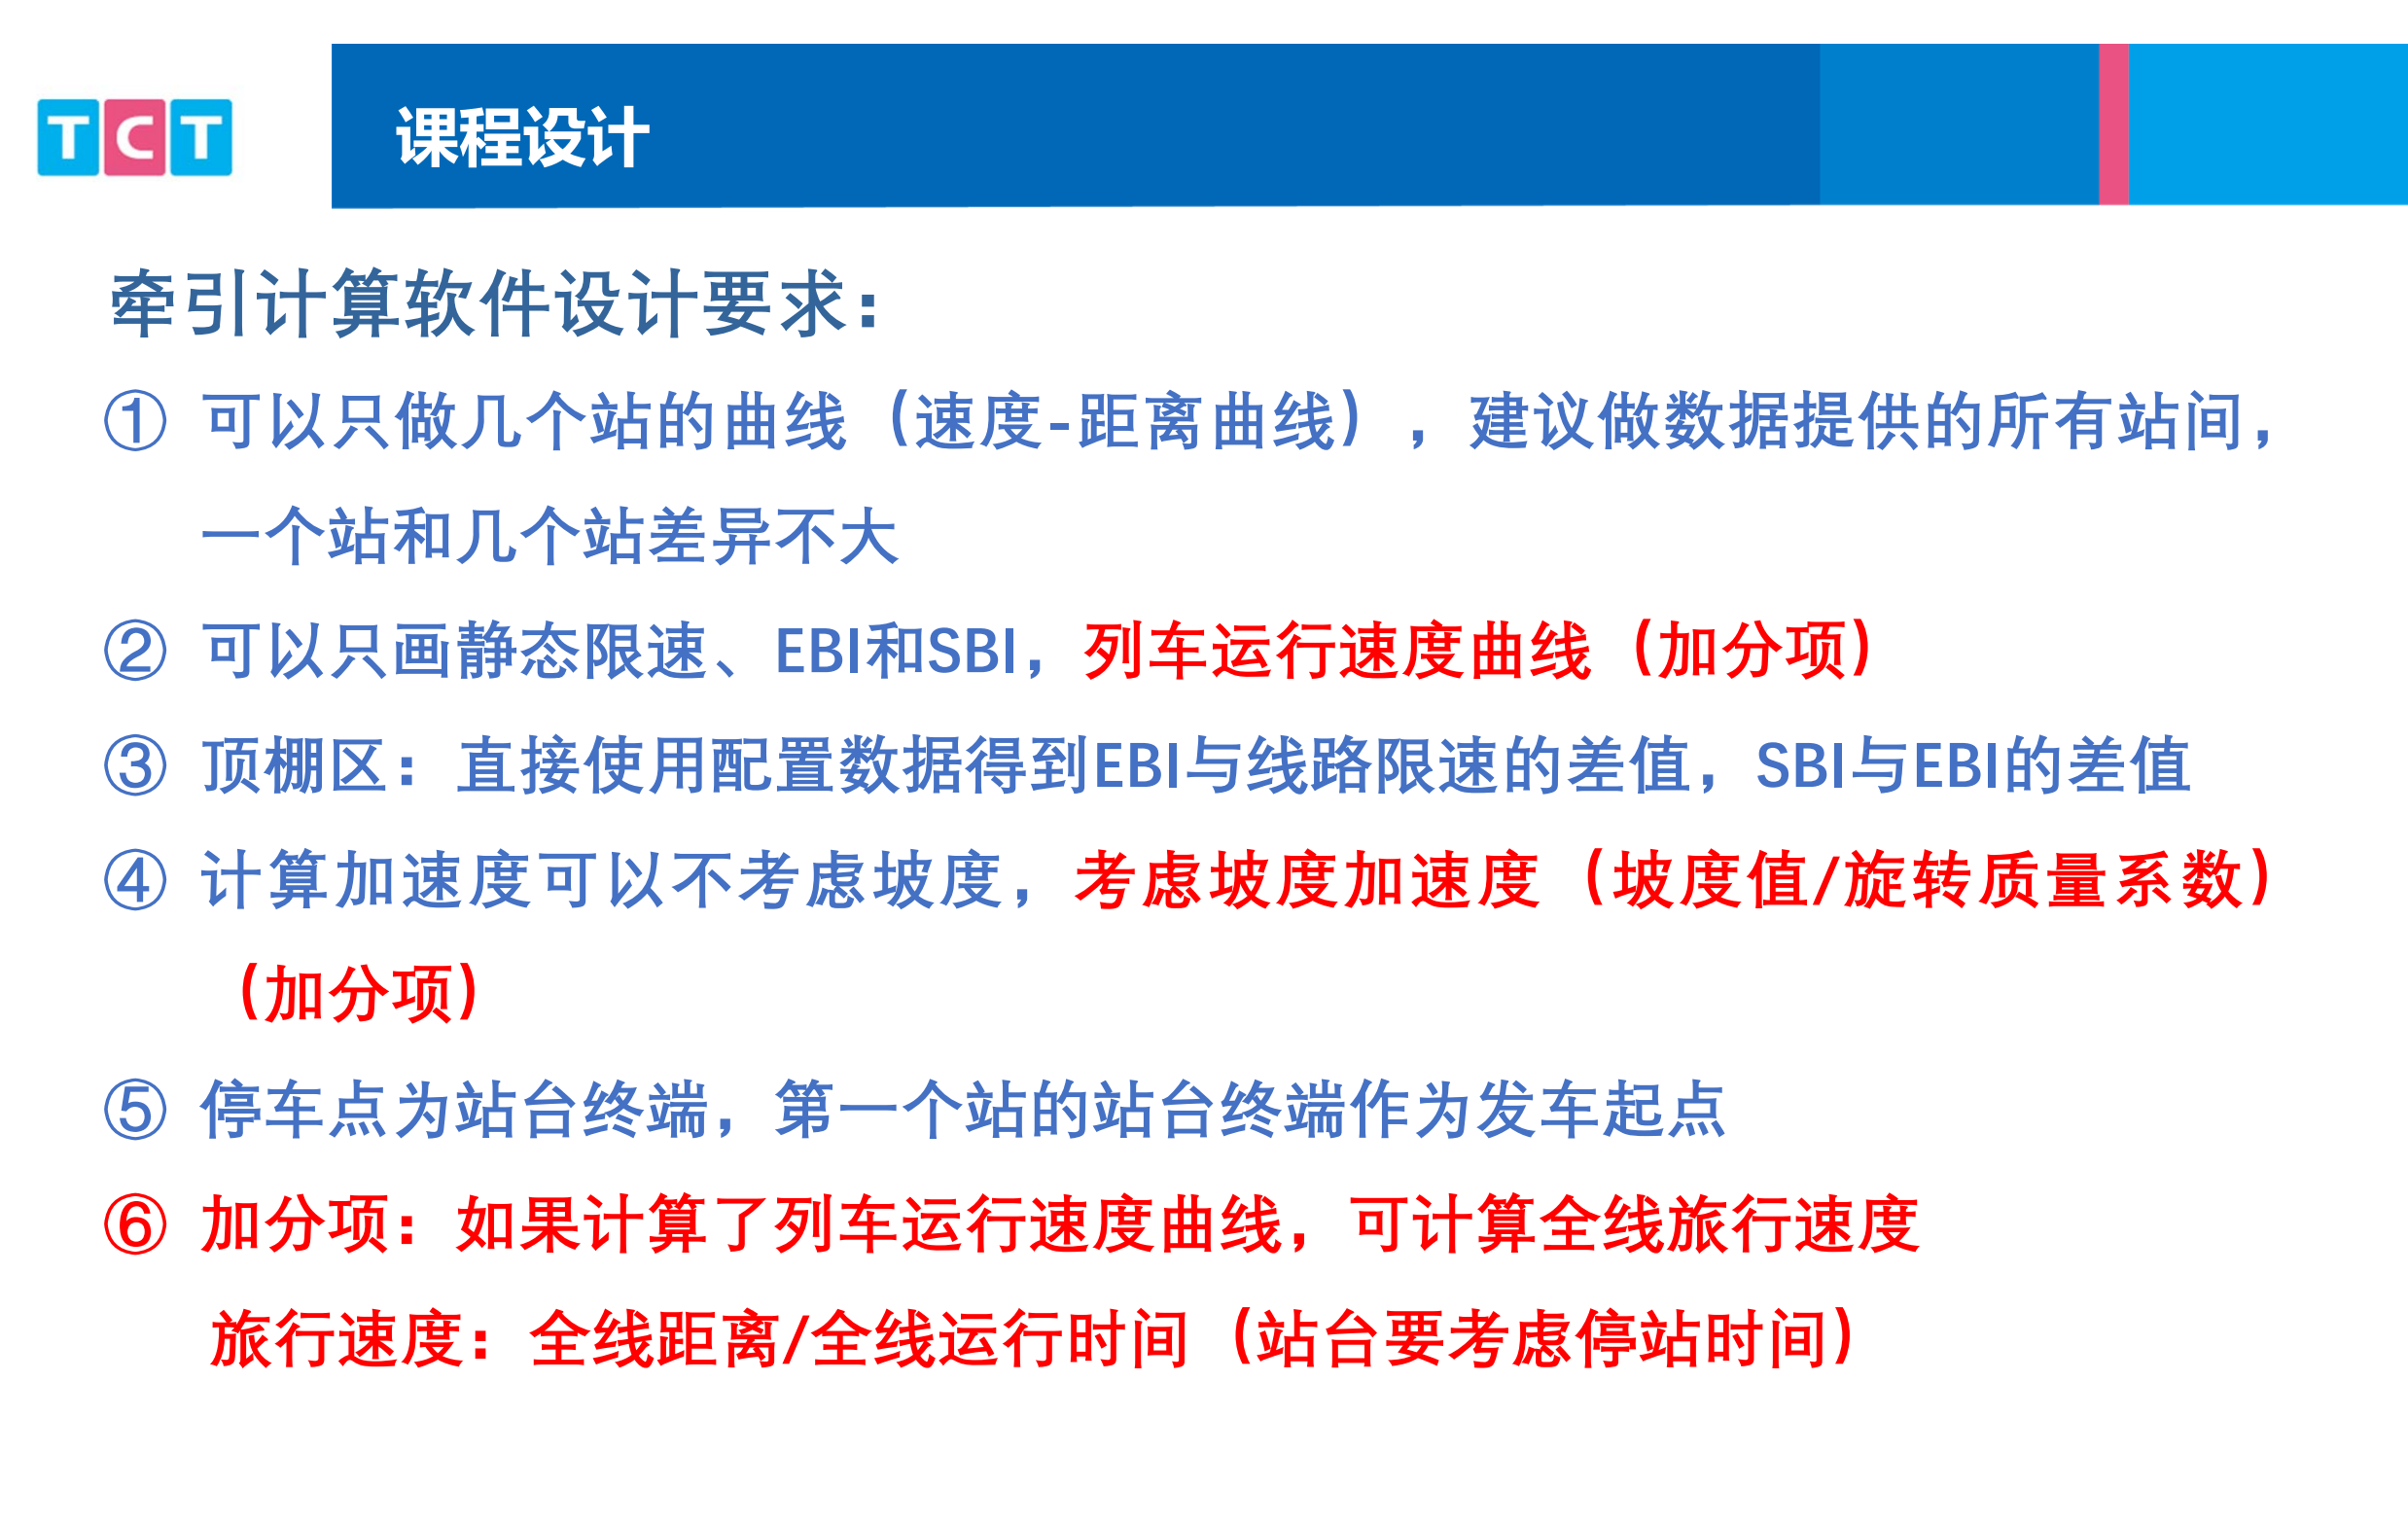 TCT
课程设计
牵引计算软件设计要求：
① 可以只做几个站的曲线（速度-距离曲线），建议做数据提供的所有站间，
一个站和几个站差异不大
② 可以只画静态限速、EBI和SBI，列车运行速度曲线（加分项）
③ 顶棚区：直接使用配置数据得到EBI与线路限速的差值，SBI与EBI的差值
④ 计算加速度可以不考虑坡度，考虑坡度加速度（坡度值/旋转质量系数）
（加分项）
⑤ 停车点为站台终端，第一个站的站台终端作为发车起点
⑥ 加分项：如果计算了列车运行速度曲线，可计算全线旅行速度
旅行速度：全线距离/全线运行时间（站台要考虑停站时间）